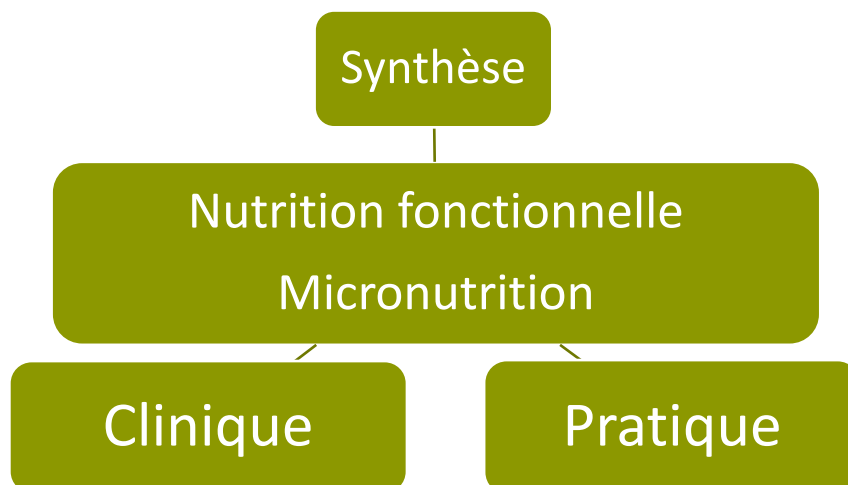 Synthèse
Nutrition fonctionnelle
Micronutrition
Clinique
Pratique